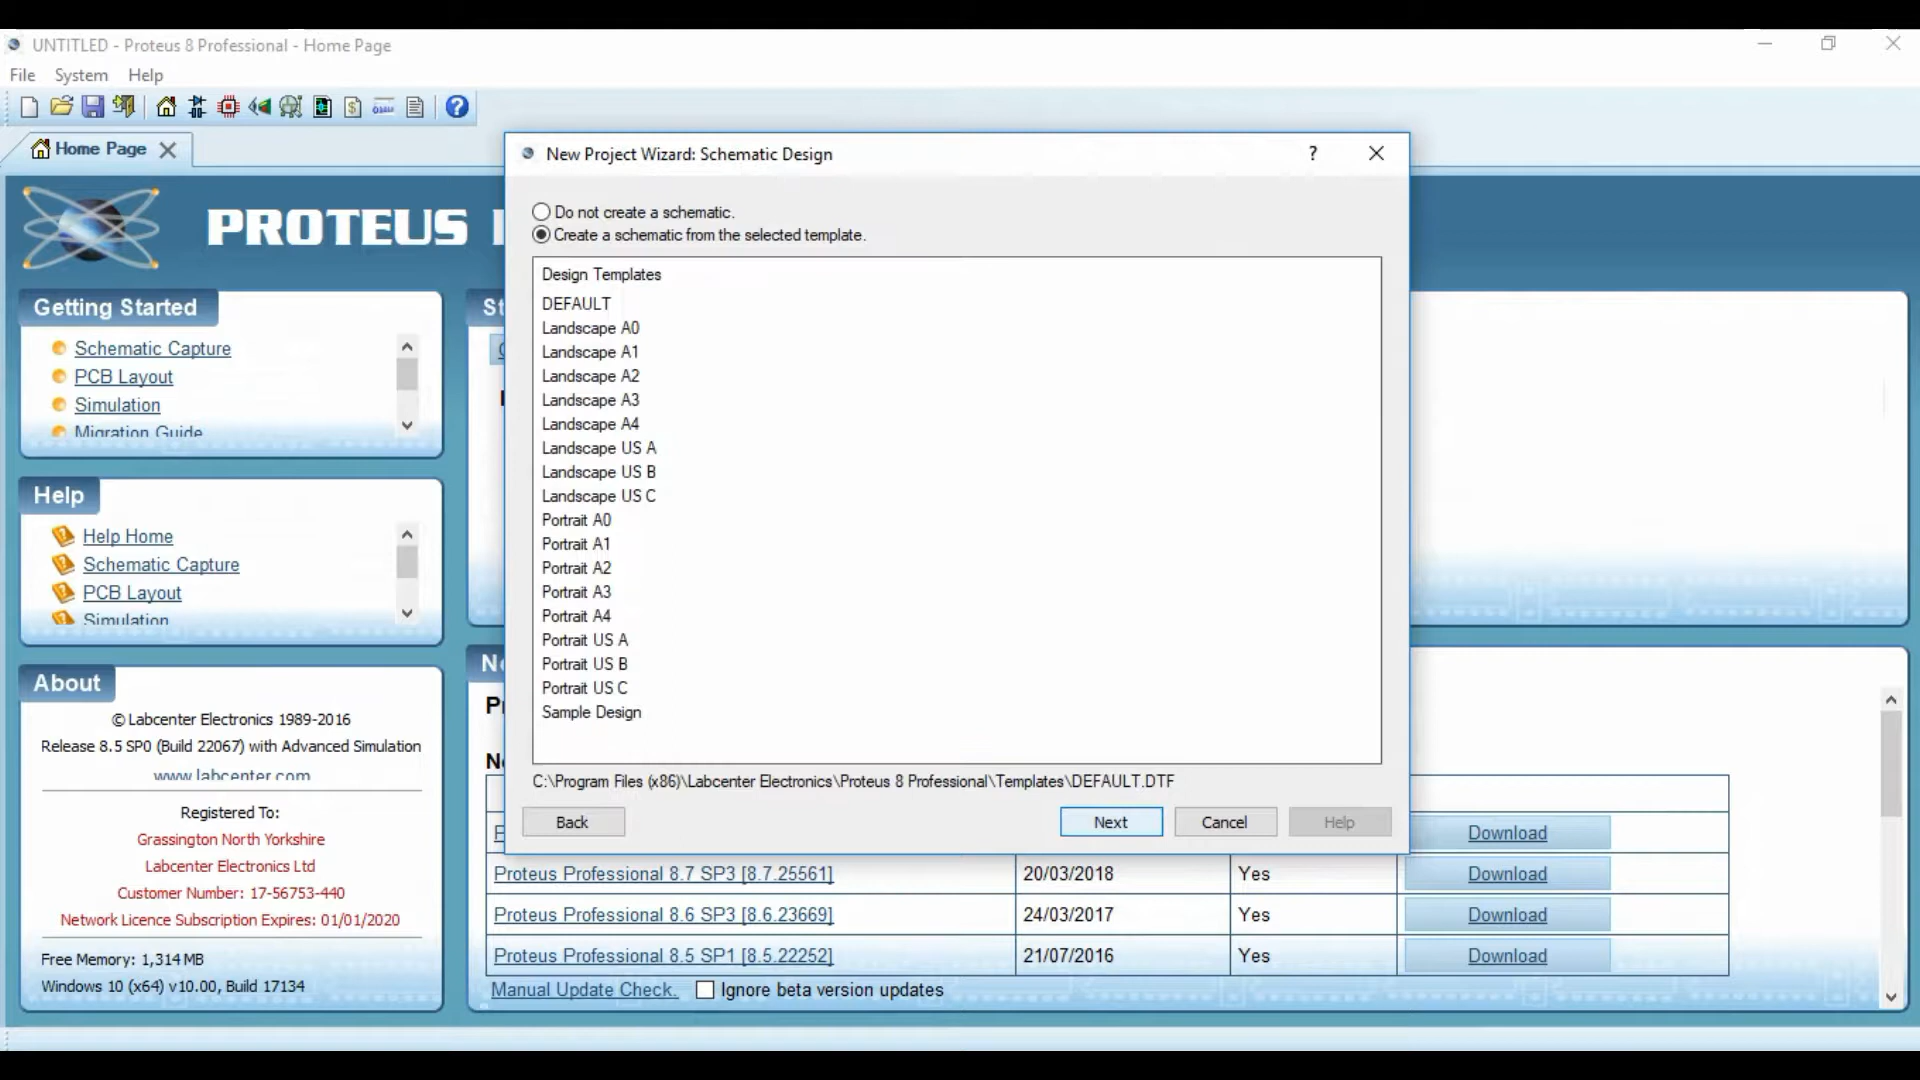 UNTITLED - Proteus 8 Professional - Home Page
File System Help
Home Page
PROTEUS
Getting Started
Schematic Capture
PCB Layout
Simulation
Migration Guide
Help
Help Home
Schematic Capture
PCB Layout
Simulation
About
© Labcenter Electronics 1989-2016
Release 8.5 SP0 (Build 22067) with Advanced Simulation
www.labcenter.com
Registered To:
Grassington North Yorkshire
Labcenter Electronics Ltd
Customer Number: 17-56753-440
Network Licence Subscription Expires: 01/01/2020
Free Memory: 1,314 MB
Windows 10 (x64) v10.00, Build 17134
New Project Wizard: Schematic Design
Do not create a schematic.
Create a schematic from the selected template.
Design Templates
DEFAULT
Landscape A0
Landscape A1
Landscape A2
Landscape A3
Landscape A4
Landscape US A
Landscape US B
Landscape US C
Portrait A0
Portrait A1
Portrait A2
Portrait A3
Portrait A4
Portrait US A
Portrait US B
Portrait US C
Sample Design
C:\Program Files (x86)\Labcenter Electronics\Proteus 8 Professional\Templates\DEFAULT.DTF
Back Next Cancel Help
Download
Proteus Professional 8.7 SP3 [8.7.25561] 20/03/2018 Yes Download
Proteus Professional 8.6 SP3 [8.6.23669] 24/03/2017 Yes Download
Proteus Professional 8.5 SP1 [8.5.22252] 21/07/2016 Yes Download
Manual Update Check. Ignore beta version updates